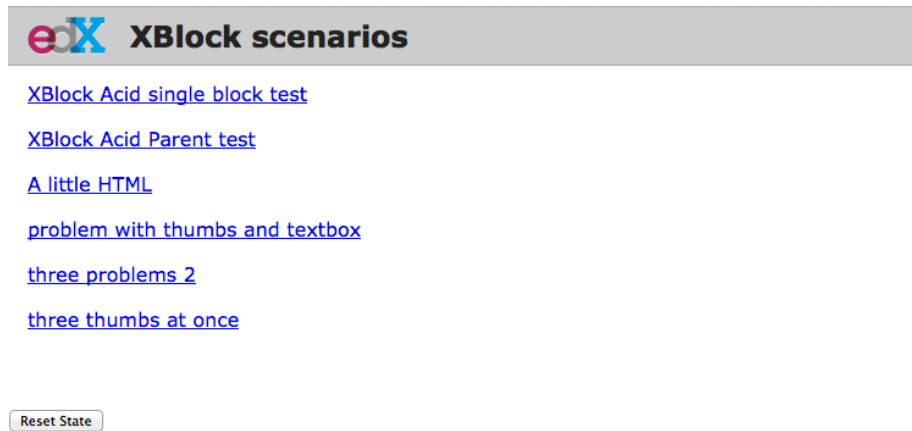 edX XBlock scenarios
XBlock Acid single block test
XBlock Acid Parent test
A little HTML
problem with thumbs and textbox
three problems 2
three thumbs at once
Reset State